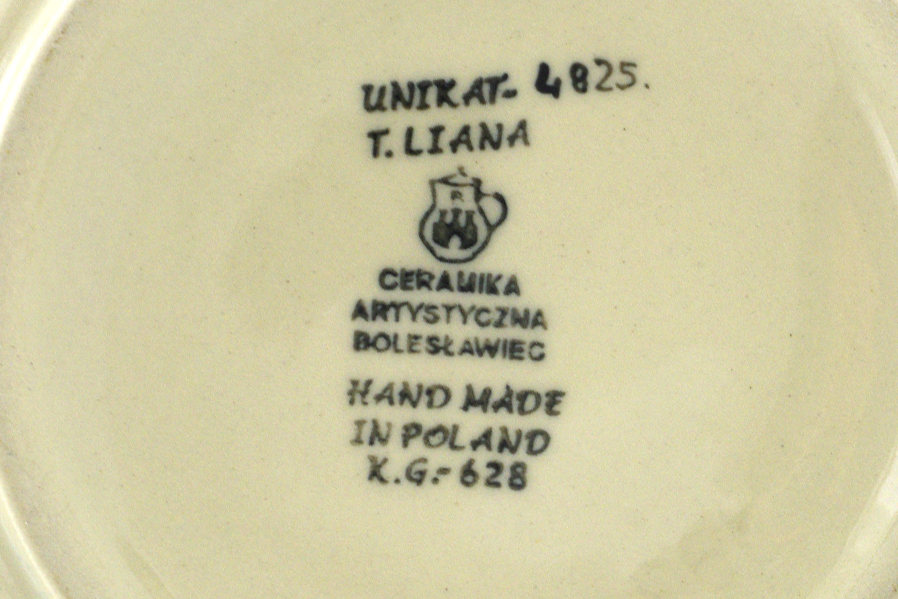 UNIKAT- 4825.
T. LIANA
R
CERAMIKA
ARTYSTYCZNA
BOLESŁAWIEC
HAND MADE
IN POLAND
K.G.-628